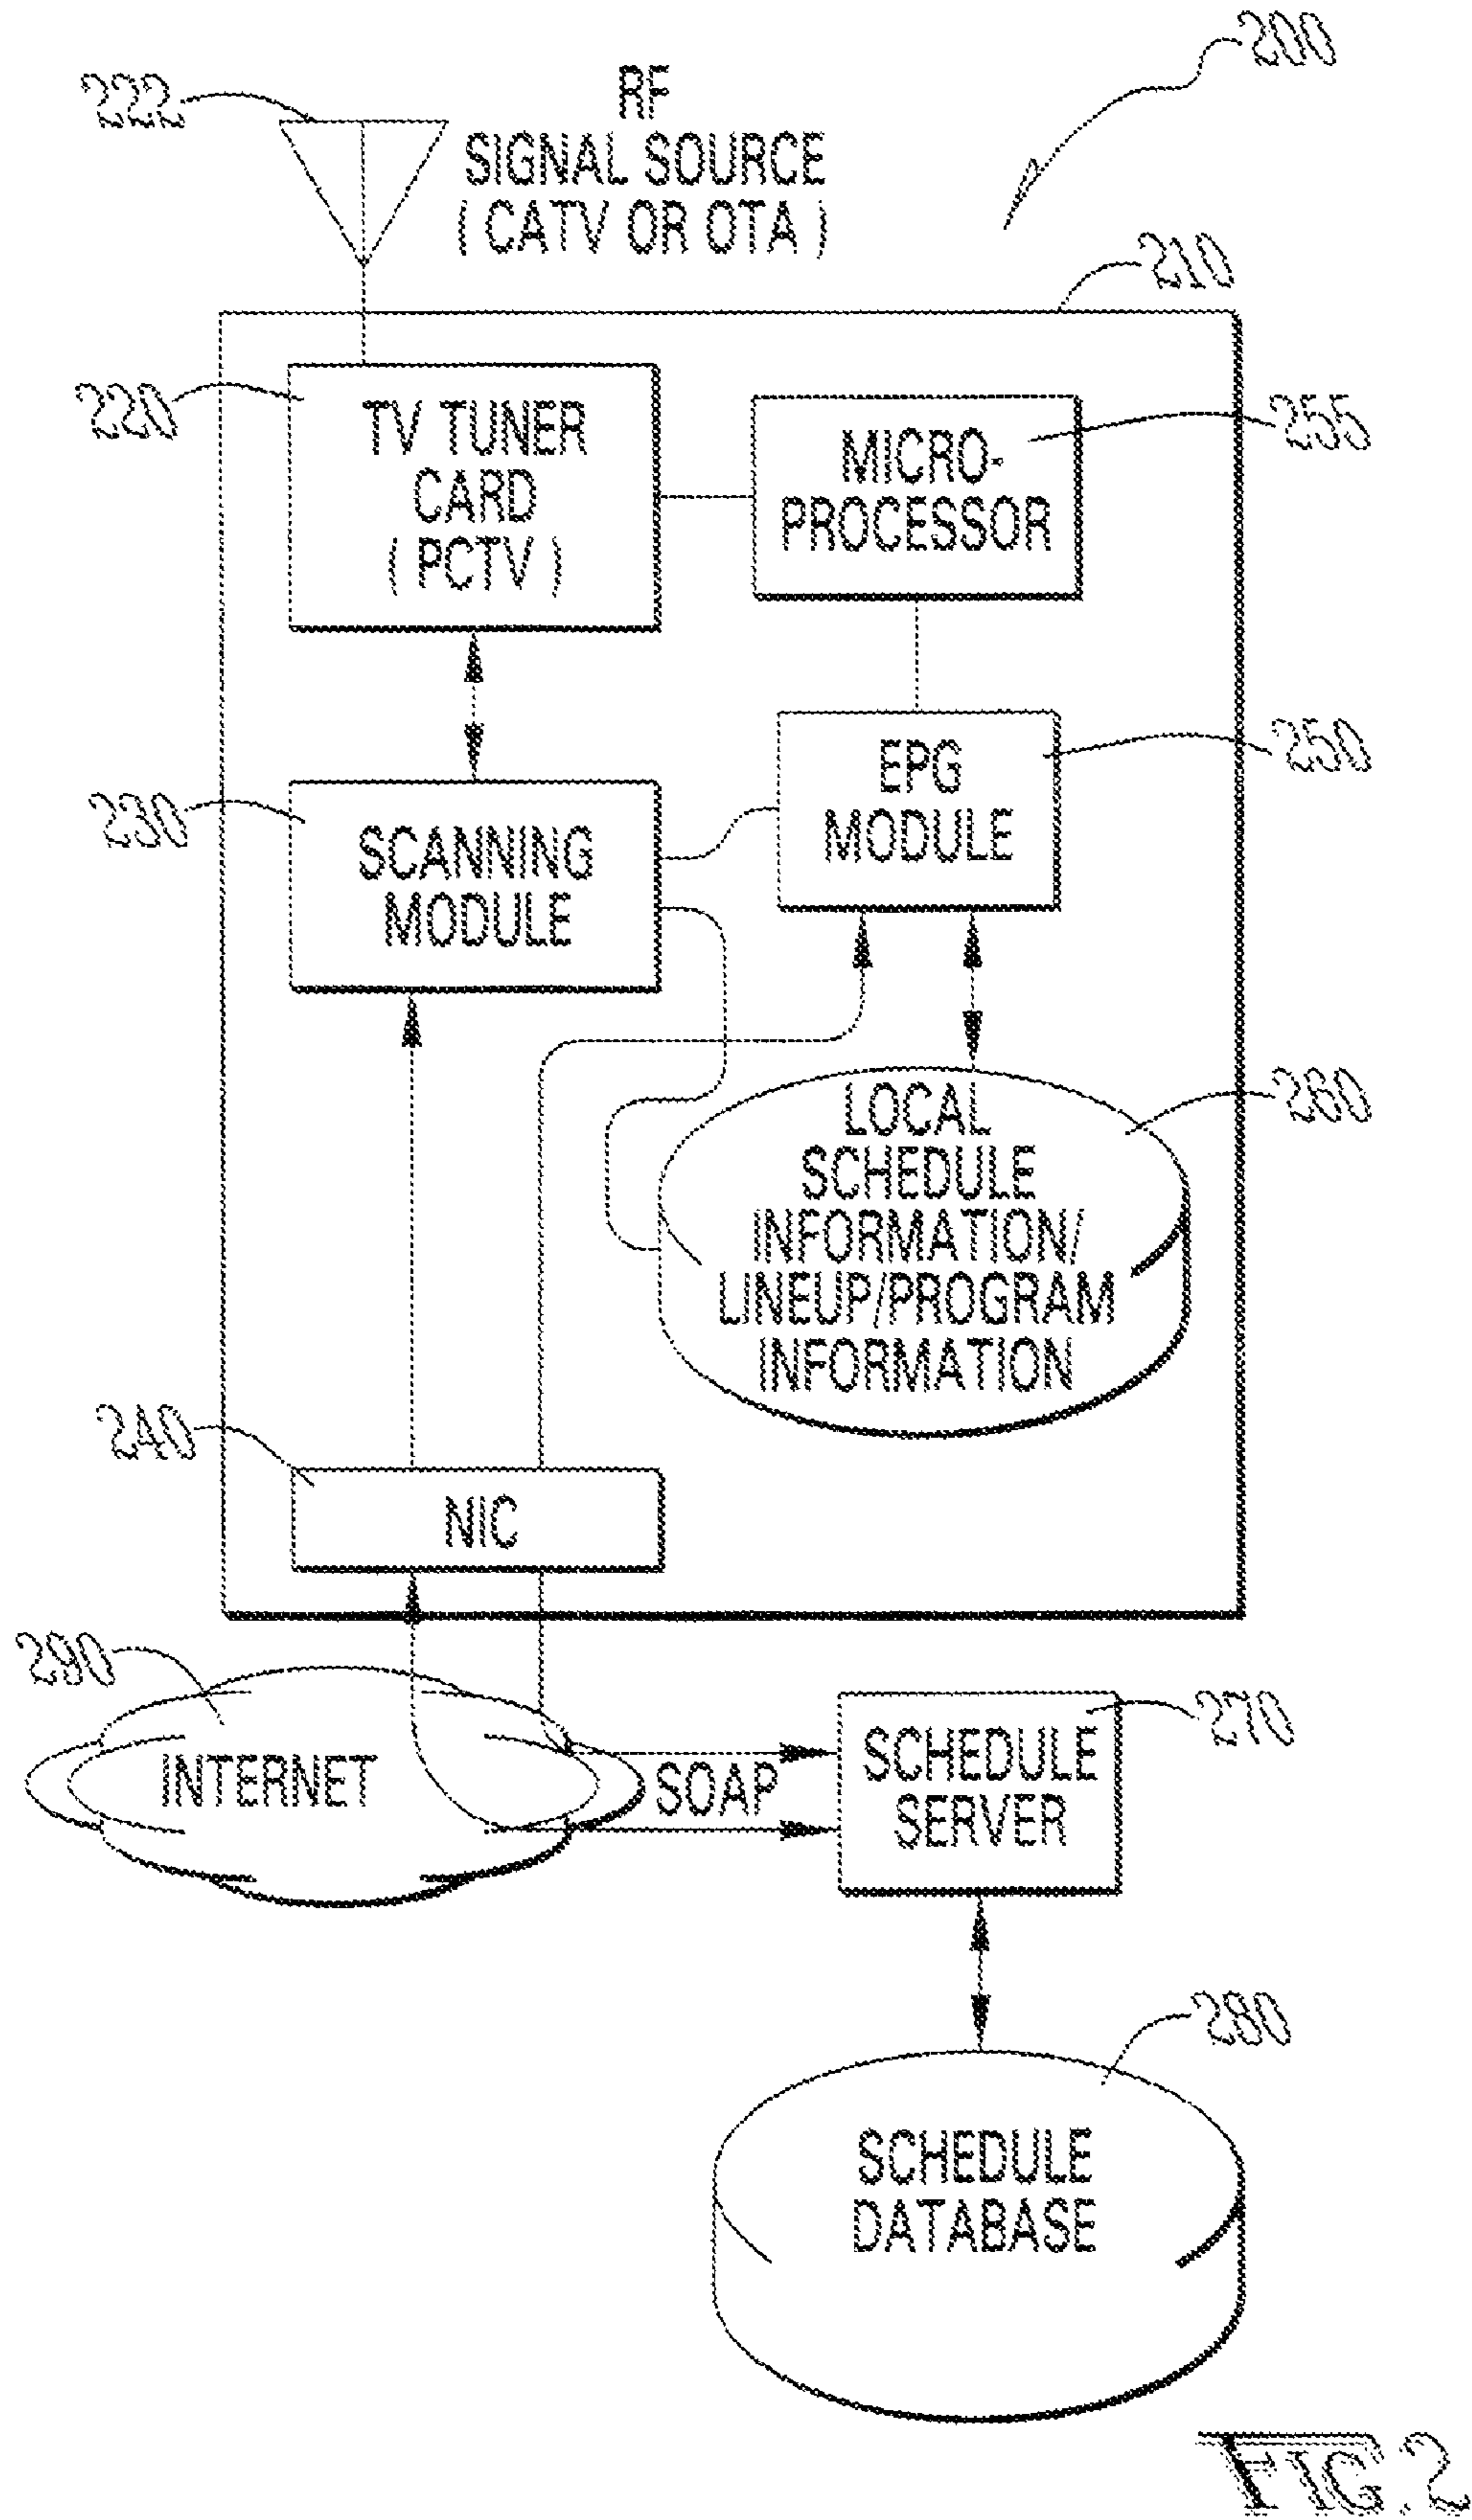 200
222
RF
SIGNAL SOURCE
( CATV OR OTA )
210
220
TV TUNER
CARD
( PCTV )
MICRO-
PROCESSOR
255
230
SCANNING
MODULE
EPG
MODULE
250
LOCAL
SCHEDULE
INFORMATION/
LINEUP/PROGRAM
INFORMATION
260
240
NIC
290
INTERNET
SOAP
SCHEDULE
SERVER
270
280
SCHEDULE
DATABASE
FIG. 2